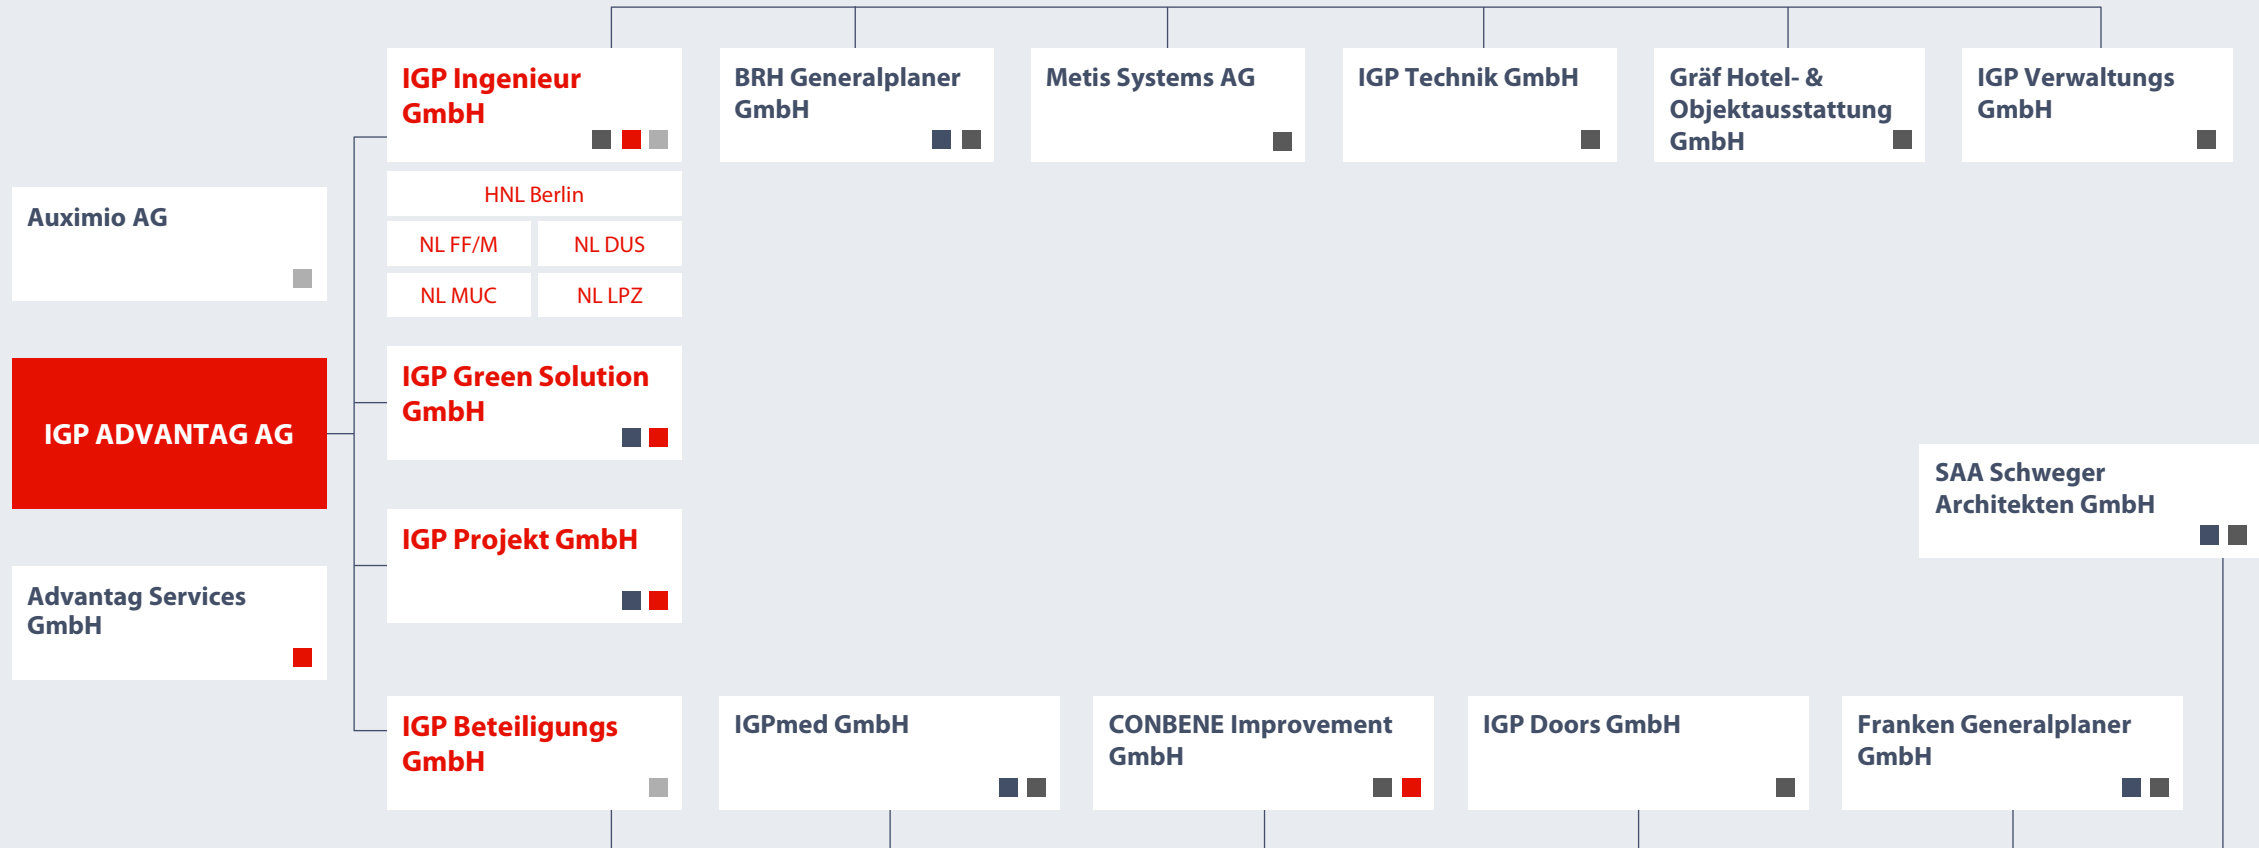 IGP Ingenieur
GmbH
BRH Generalplaner
GmbH
Metis Systems AG
IGP Technik GmbH
Gräf Hotel- &
Objektausstattung
GmbH
IGP Verwaltungs
GmbH
HNL Berlin
NL FF/M
NL DUS
NL MUC
NL LPZ
Auximio AG
IGP Green Solution
GmbH
IGP ADVANTAG AG
SAA Schweger
Architekten GmbH
IGP Projekt GmbH
Advantag Services
GmbH
IGP Beteiligungs
GmbH
IGPmed GmbH
CONBENE Improvement
GmbH
IGP Doors GmbH
Franken Generalplaner
GmbH